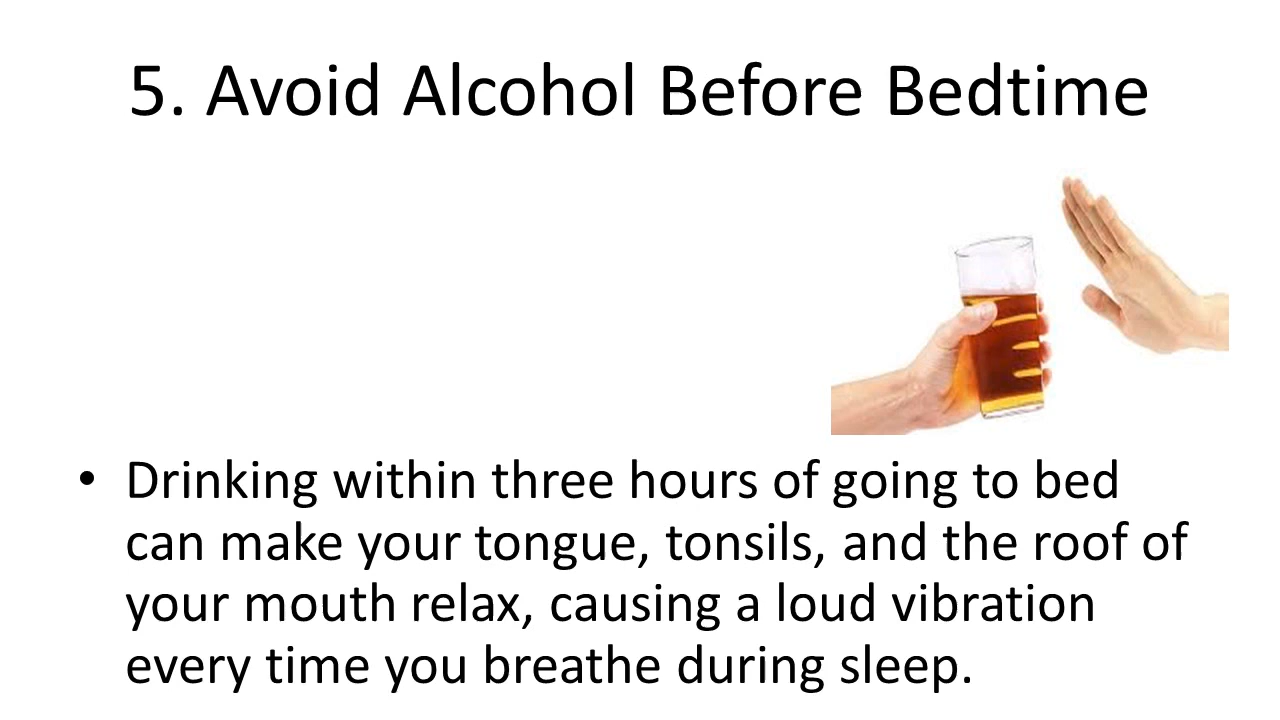 5. Avoid Alcohol Before Bedtime
• Drinking within three hours of going to bed
can make your tongue, tonsils, and the roof of
your mouth relax, causing a loud vibration
every time you breathe during sleep.